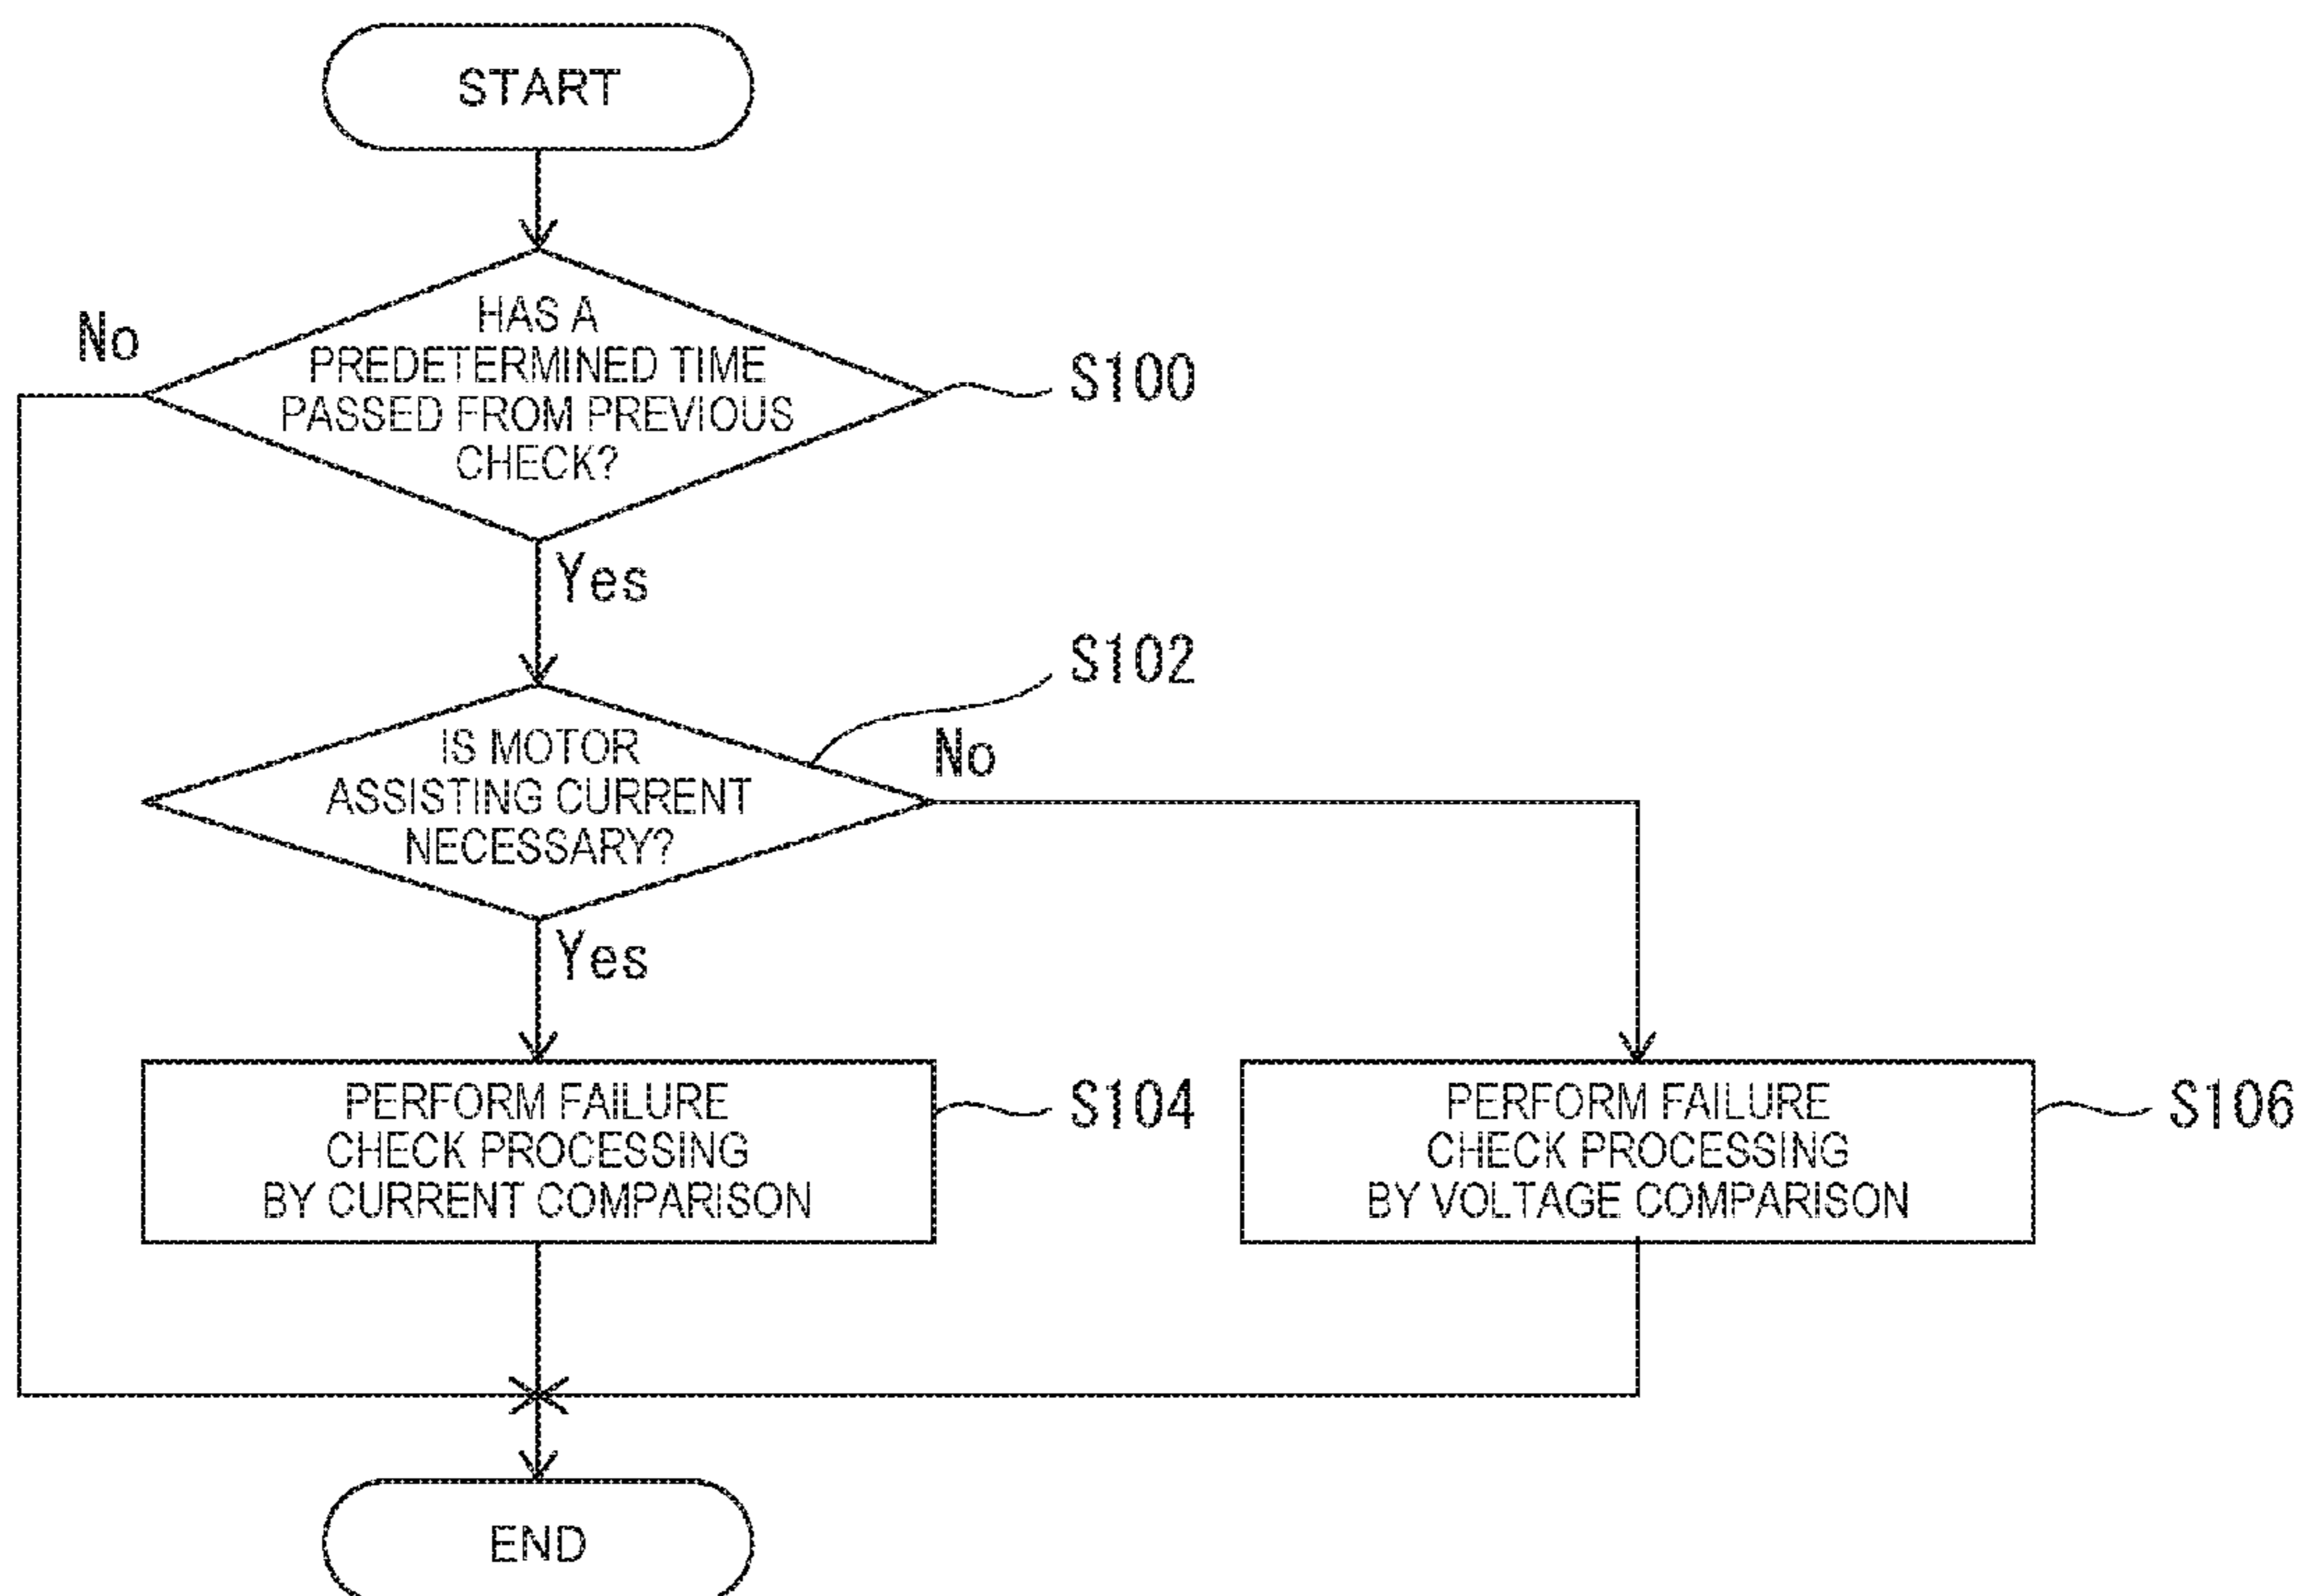 START
HAS A
PREDETERMINED TIME
PASSED FROM PREVIOUS
CHECK?
No
S100
Yes
S102
IS MOTOR
ASSISTING CURRENT
NECESSARY?
No
Yes
PERFORM FAILURE
CHECK PROCESSING
BY CURRENT COMPARISON
S104
PERFORM FAILURE
CHECK PROCESSING
BY VOLTAGE COMPARISON
S106
END